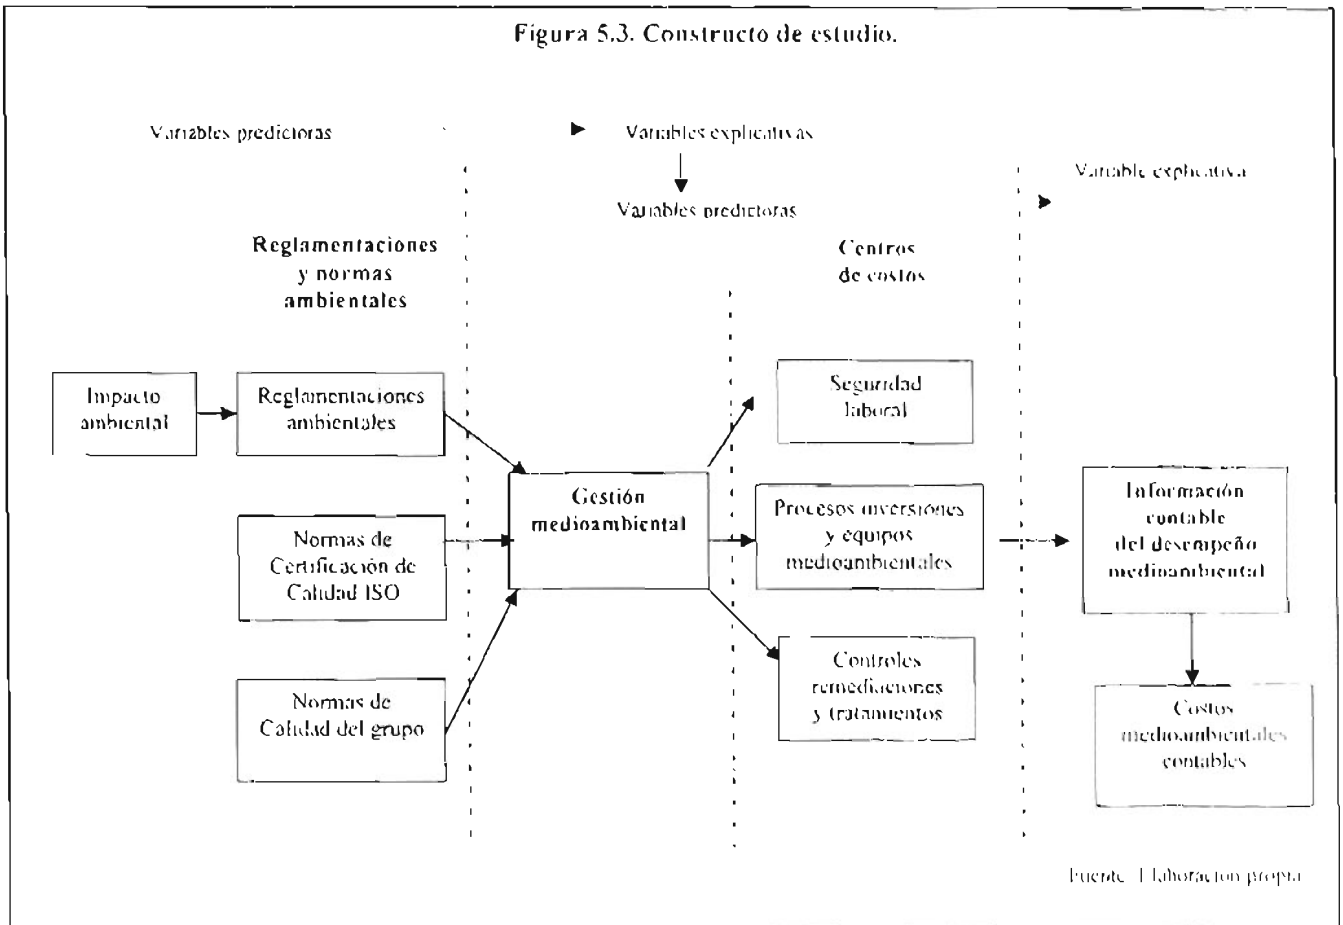 Figura 5.3. Constructo de estudio.
Variables predictoras
Variables explicativas
Variable explicativa
Variables predictoras
Reglamentaciones
y normas
ambientales
Centros
de costos
Impacto
ambiental
Reglamentaciones
ambientales
Seguridad
laboral
Gestión
medioambiental
Normas de
Certificación de
Calidad ISO
Procesos inversiones
y equipos
medioambientales
Información
contable
del desempeño
medioambiental
Normas de
Calidad del grupo
Controles
remediaciones
y tratamientos
Costos
medioambientales
contables
Fuente Elaboración propia